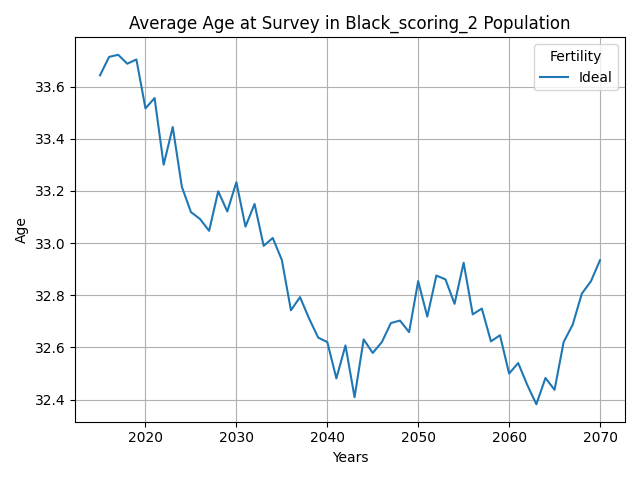 Average Age at Survey in Black_scoring_2 Population
Fertility
Ideal
33.6
33.4
33.2
33.0
32.8
32.6
32.4
Age
2020 2030 2040 2050 2060 2070
Years